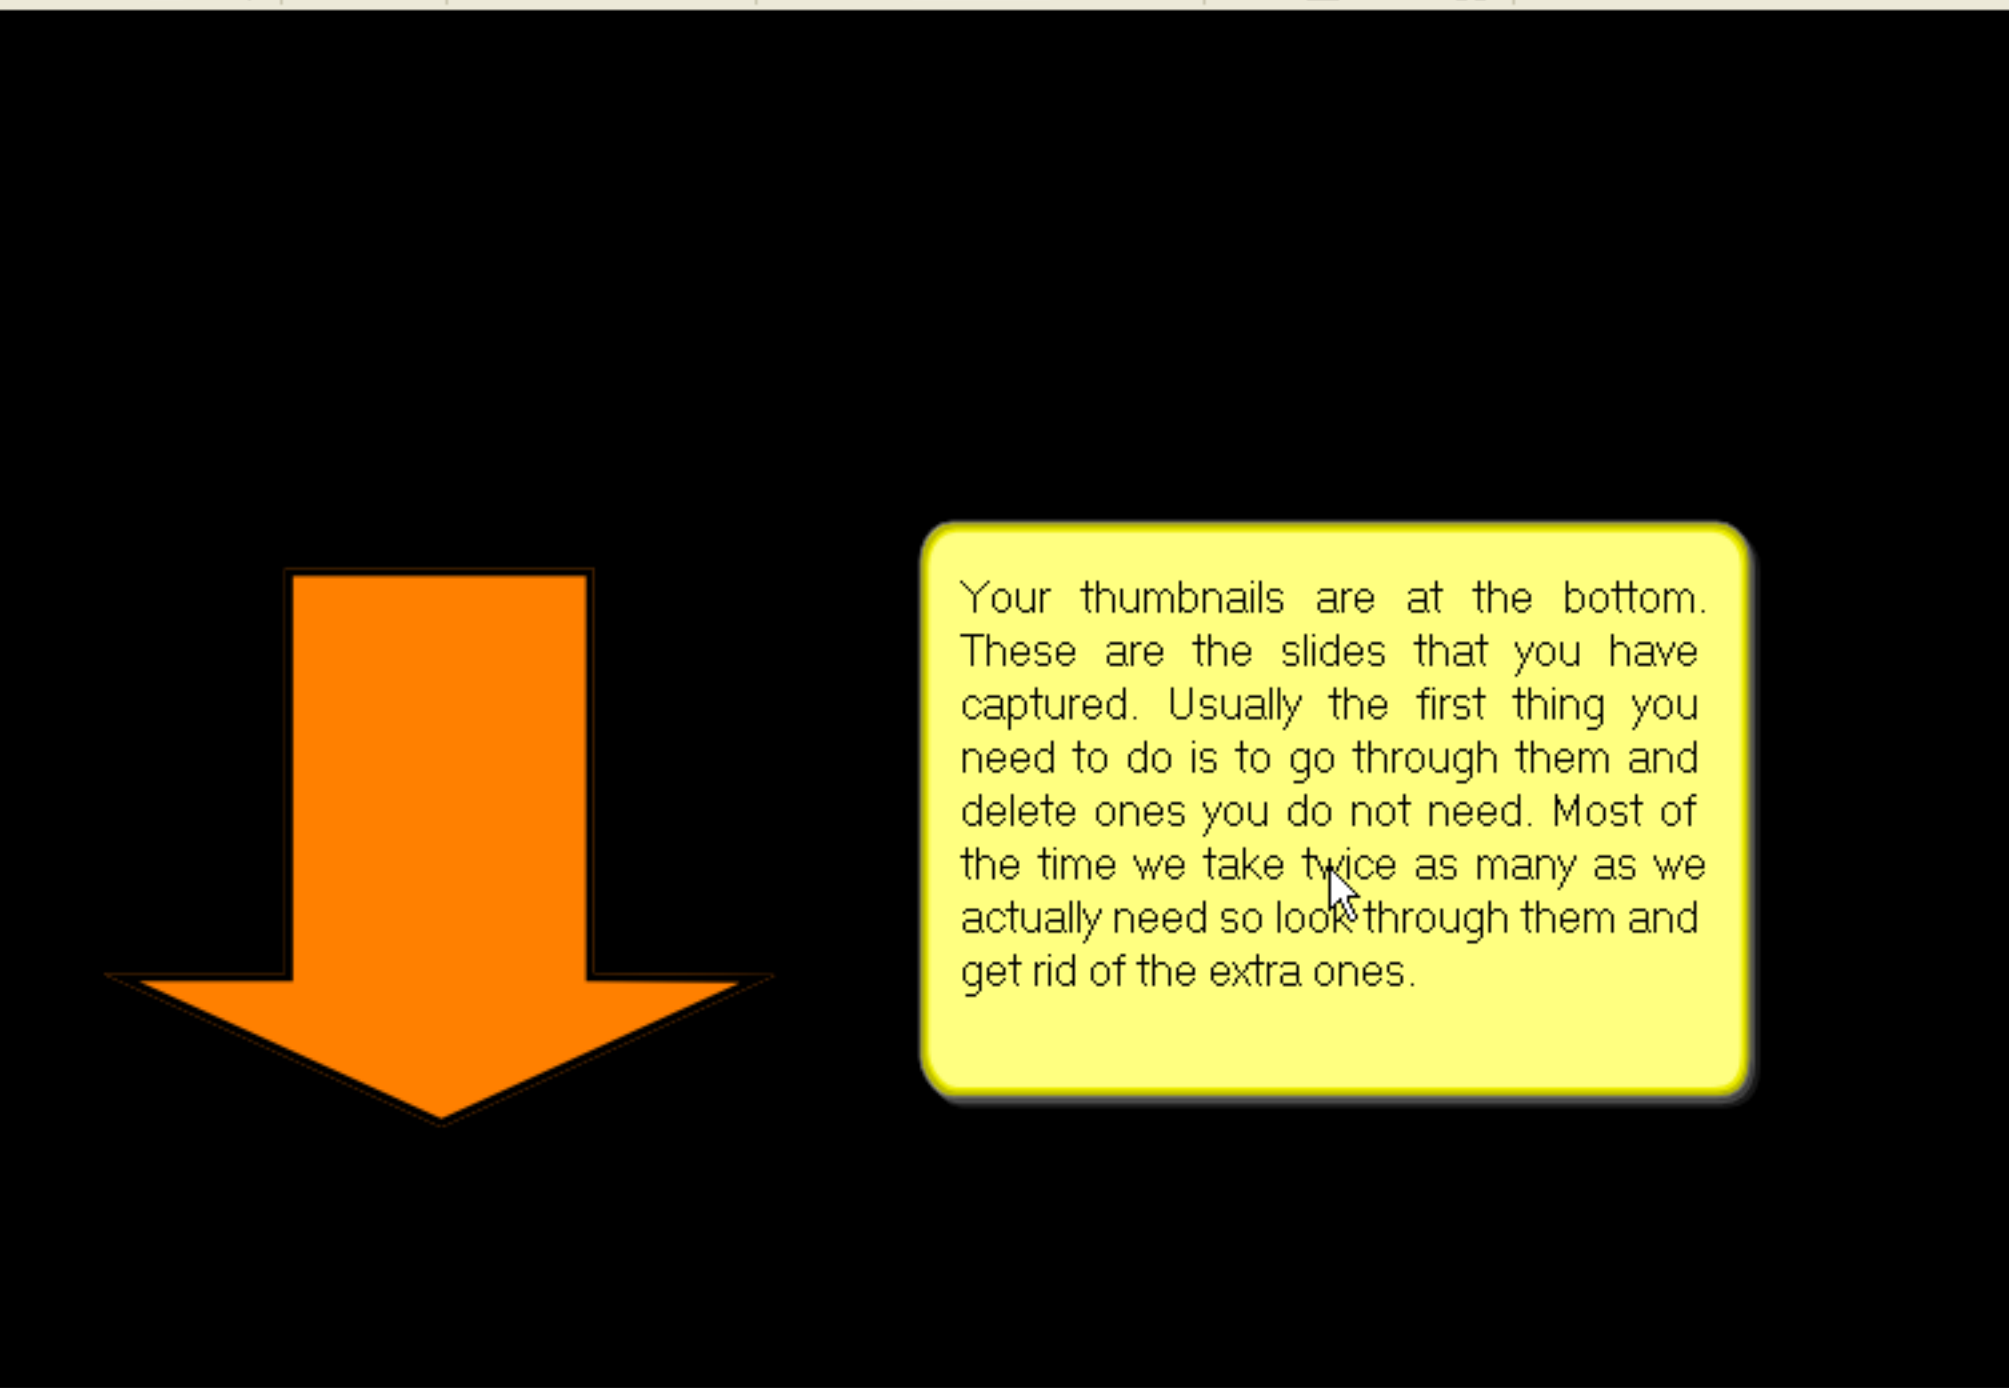 Your thumbnails are at the bottom.
These are the slides that you have
captured. Usually the first thing you
need to do is to go through them and
delete ones you do not need. Most of
the time we take twice as many as we
actually need so look through them and
get rid of the extra ones.